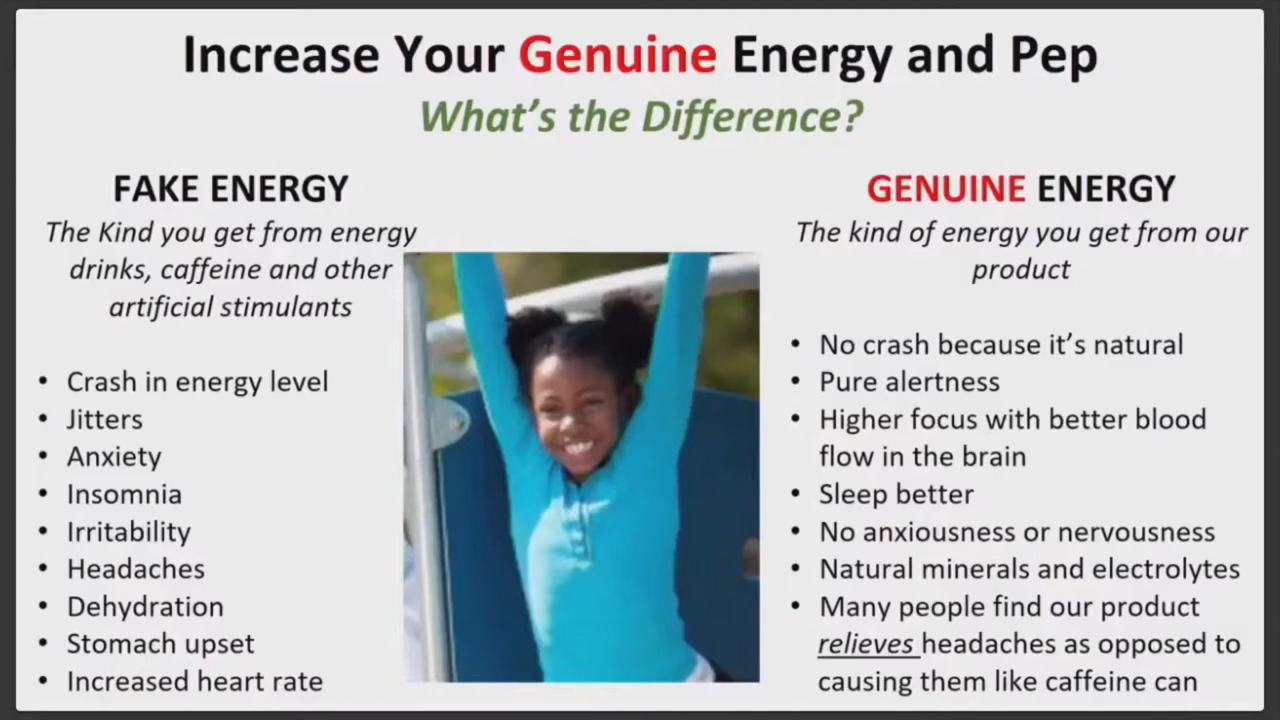 Increase Your Genuine Energy and Pep
What's the Difference?
FAKE ENERGY
The Kind you get from energy
drinks, caffeine and other
artificial stimulants
• Crash in energy level
• Jitters
• Anxiety
• Insomnia
• Irritability
• Headaches
• Dehydration
• Stomach upset
• Increased heart rate
GENUINE ENERGY
The kind of energy you get from our
product
• No crash because it's natural
• Pure alertness
• Higher focus with better blood
flow in the brain
• Sleep better
• No anxiousness or nervousness
• Natural minerals and electrolytes
• Many people find our product
relieves headaches as opposed to
causing them like caffeine can